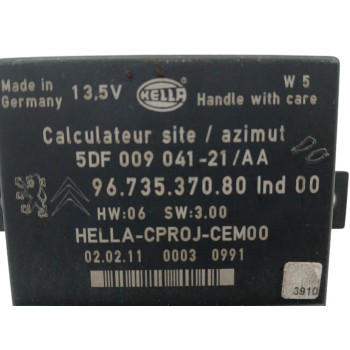 Made in Germany 13,5V HELLA W 5
Handle with care
Calculateur site / azimut
5DF 009 041-21/AA
96.735.370.80 Ind 00
HW:06 SW:3.00
HELLA-CPROJ-CEM00
02.02.11 0003 0991
3910